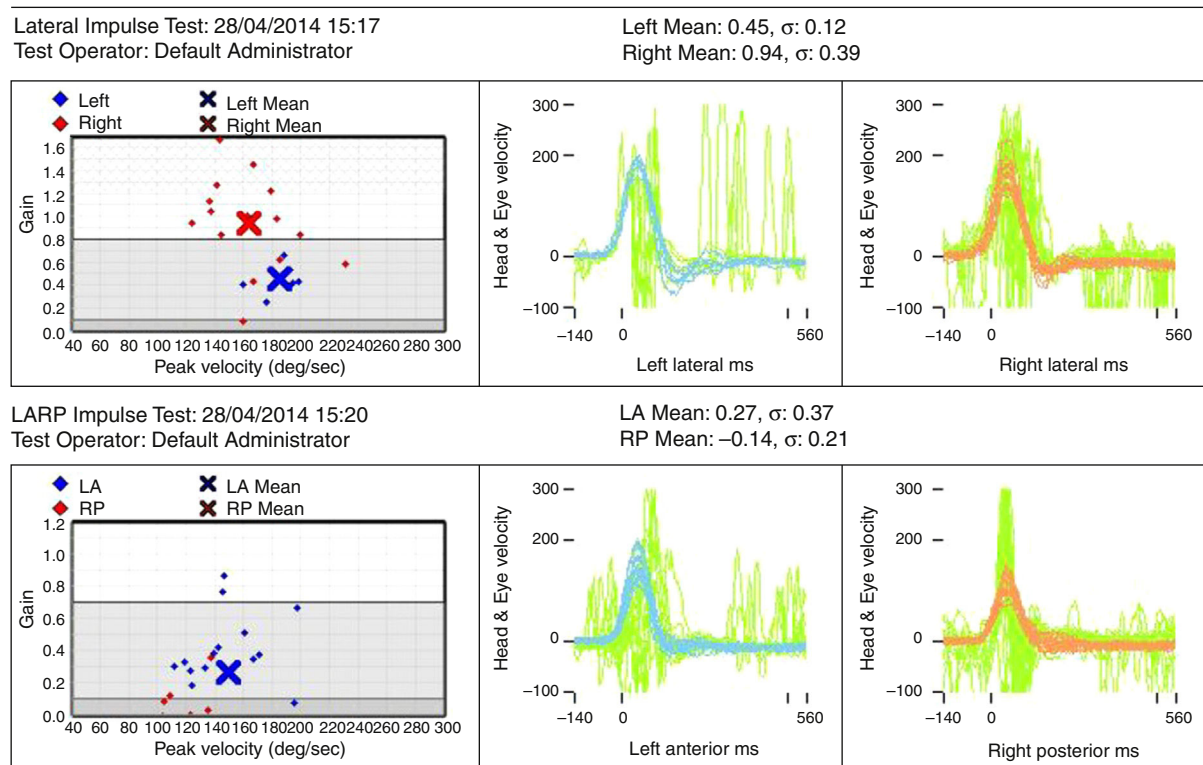 Lateral Impulse Test: 28/04/2014 15:17
Test Operator: Default Administrator
Left Mean: 0.45, σ: 0.12
Right Mean: 0.94, σ: 0.39
Left
Left Mean
Right
Right Mean
Gain
1.6
1.4
1.2
1.0
0.8
0.6
0.4
0.2
0.0
40 60 80 100 120 140 160 180 200 220240260 280 300
Peak velocity (deg/sec)
Head & Eye velocity
300
200
0
−100
−140
0
560
Left lateral ms
Head & Eye velocity
300
200
0
−100
−140
0
560
Right lateral ms
LARP Impulse Test: 28/04/2014 15:20
Test Operator: Default Administrator
LA Mean: 0.27, σ: 0.37
RP Mean: −0.14, σ: 0.21
LA
LA Mean
RP
RP Mean
Gain
1.2
1.0
0.8
0.6
0.4
0.2
0.0
40 60 80 100 120 140 160 180 200 220240260 280 300
Peak velocity (deg/sec)
Head & Eye velocity
300
200
0
−100
−140
0
560
Left anterior ms
Head & Eye velocity
300
200
0
−100
−140
0
560
Right posterior ms